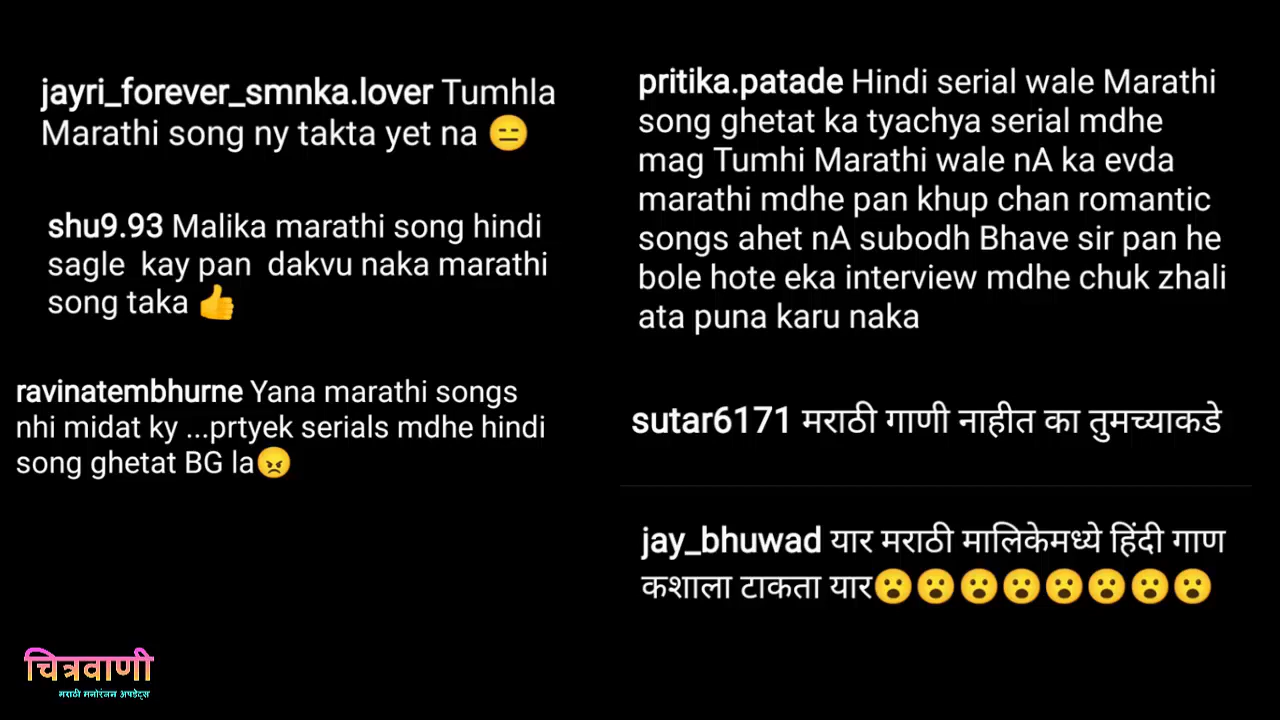 jayri_forever_smnka.lover Tumhla
Marathi song ny takta yet na 😑
shu9.93 Malika marathi song hindi
sagle kay pan dakvu naka marathi
song taka 👍
ravinatembhurne Yana marathi songs
nhi midat ky ...prtyek serials mdhe hindi
song ghetat BG la😠
pritika.patade Hindi serial wale Marathi
song ghetat ka tyachya serial mdhe
mag Tumhi Marathi wale nA ka evda
marathi mdhe pan khup chan romantic
songs ahet nA subodh Bhave sir pan he
bole hote eka interview mdhe chuk zhali
ata puna karu naka
sutar6171 मराठी गाणी नाहीत का तुमच्याकडे
jay_bhuwad यार मराठी मालिकेमध्ये हिंदी गाण
कशाला टाकता यार😮😮😮😮😮😮😮😮
चित्रवाणी
मराठी मनोरंजन अपडेट्स